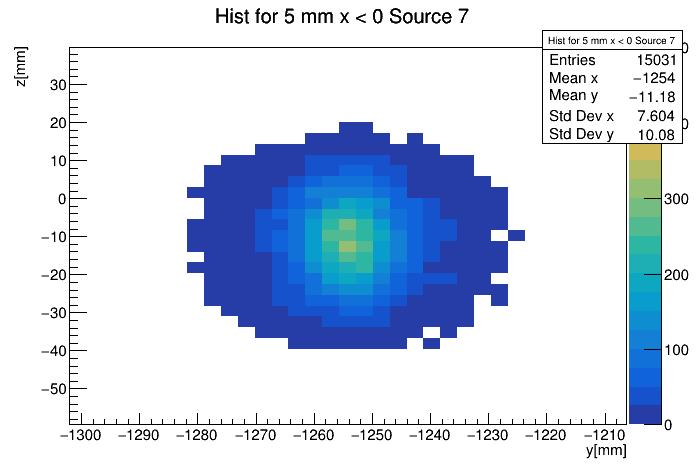 Hist for 5 mm x < 0 Source 7
Hist for 5 mm x < 0 Source 7
Entries 15031
Mean x −1254
Mean y −11.18
Std Dev x 7.604
Std Dev y 10.08
z[mm]
30
20
10
0
−10
−20
−30
−40
−50
−1300 −1290 −1280 −1270 −1260 −1250 −1240 −1230 −1220 −1210
y[mm]
300
200
100
0